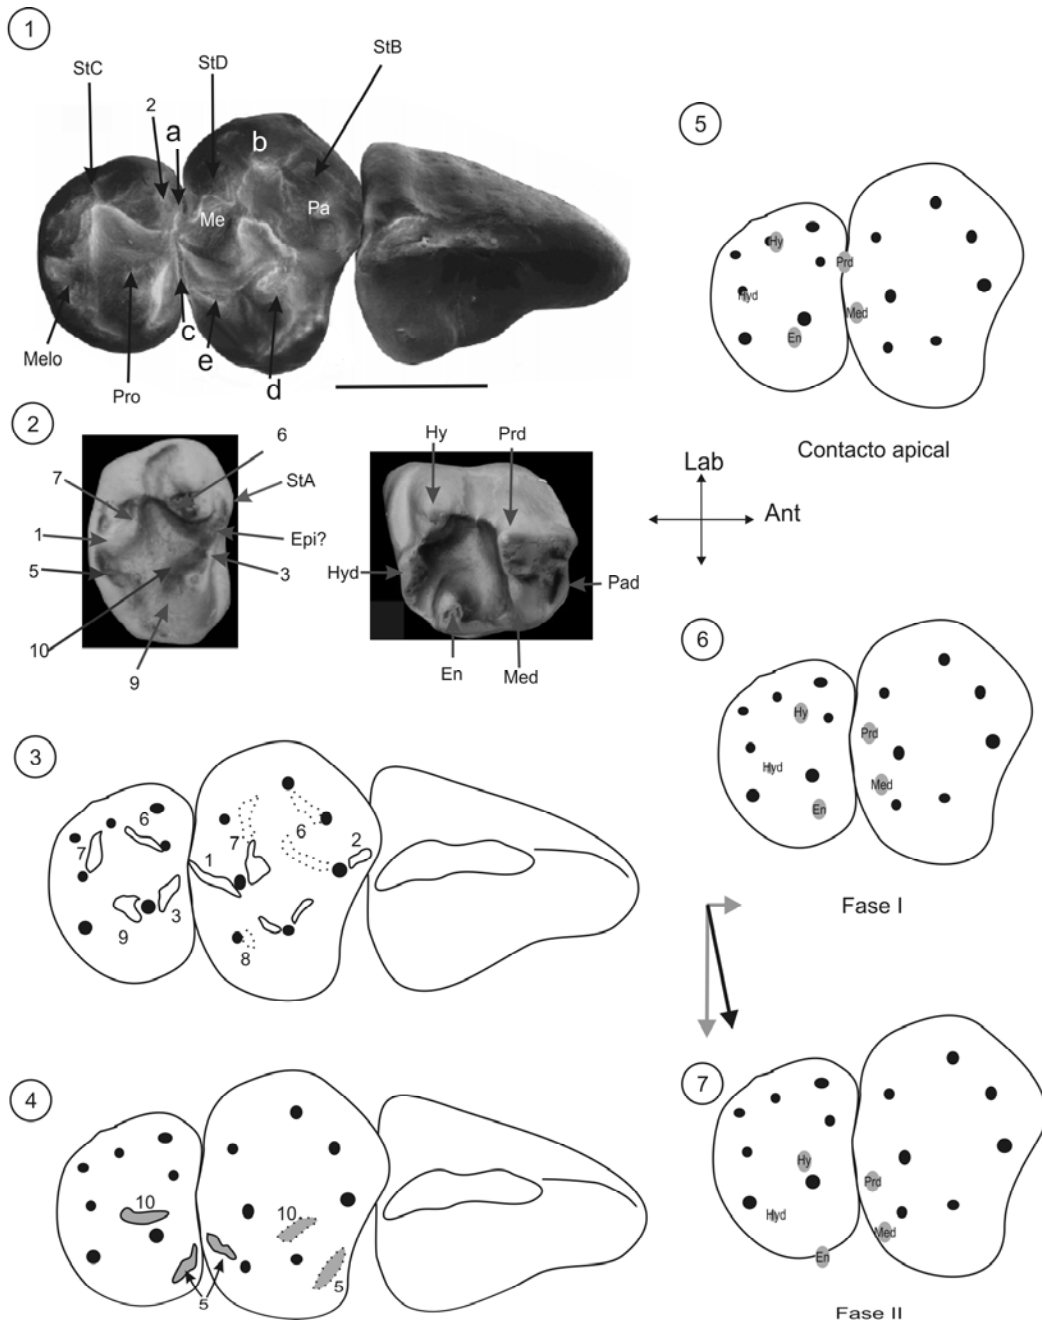 1
StC
StD
StB
2
a
b
Me
Pa
Melo
Pro
c
e
d
2
6
7
StA
1
Epi?
5
3
10
9
Hy
Prd
Hyd
Pad
En
Med
3
6
7
1
7
6
2
3
9
8
4
10
5
10
5
5
Hy
Prd
Hyd
Med
En
Contacto apical
Lab
Ant
6
Hy
Prd
Hyd
Med
En
Fase I
7
Hy
Prd
Hyd
Med
En
Fase II